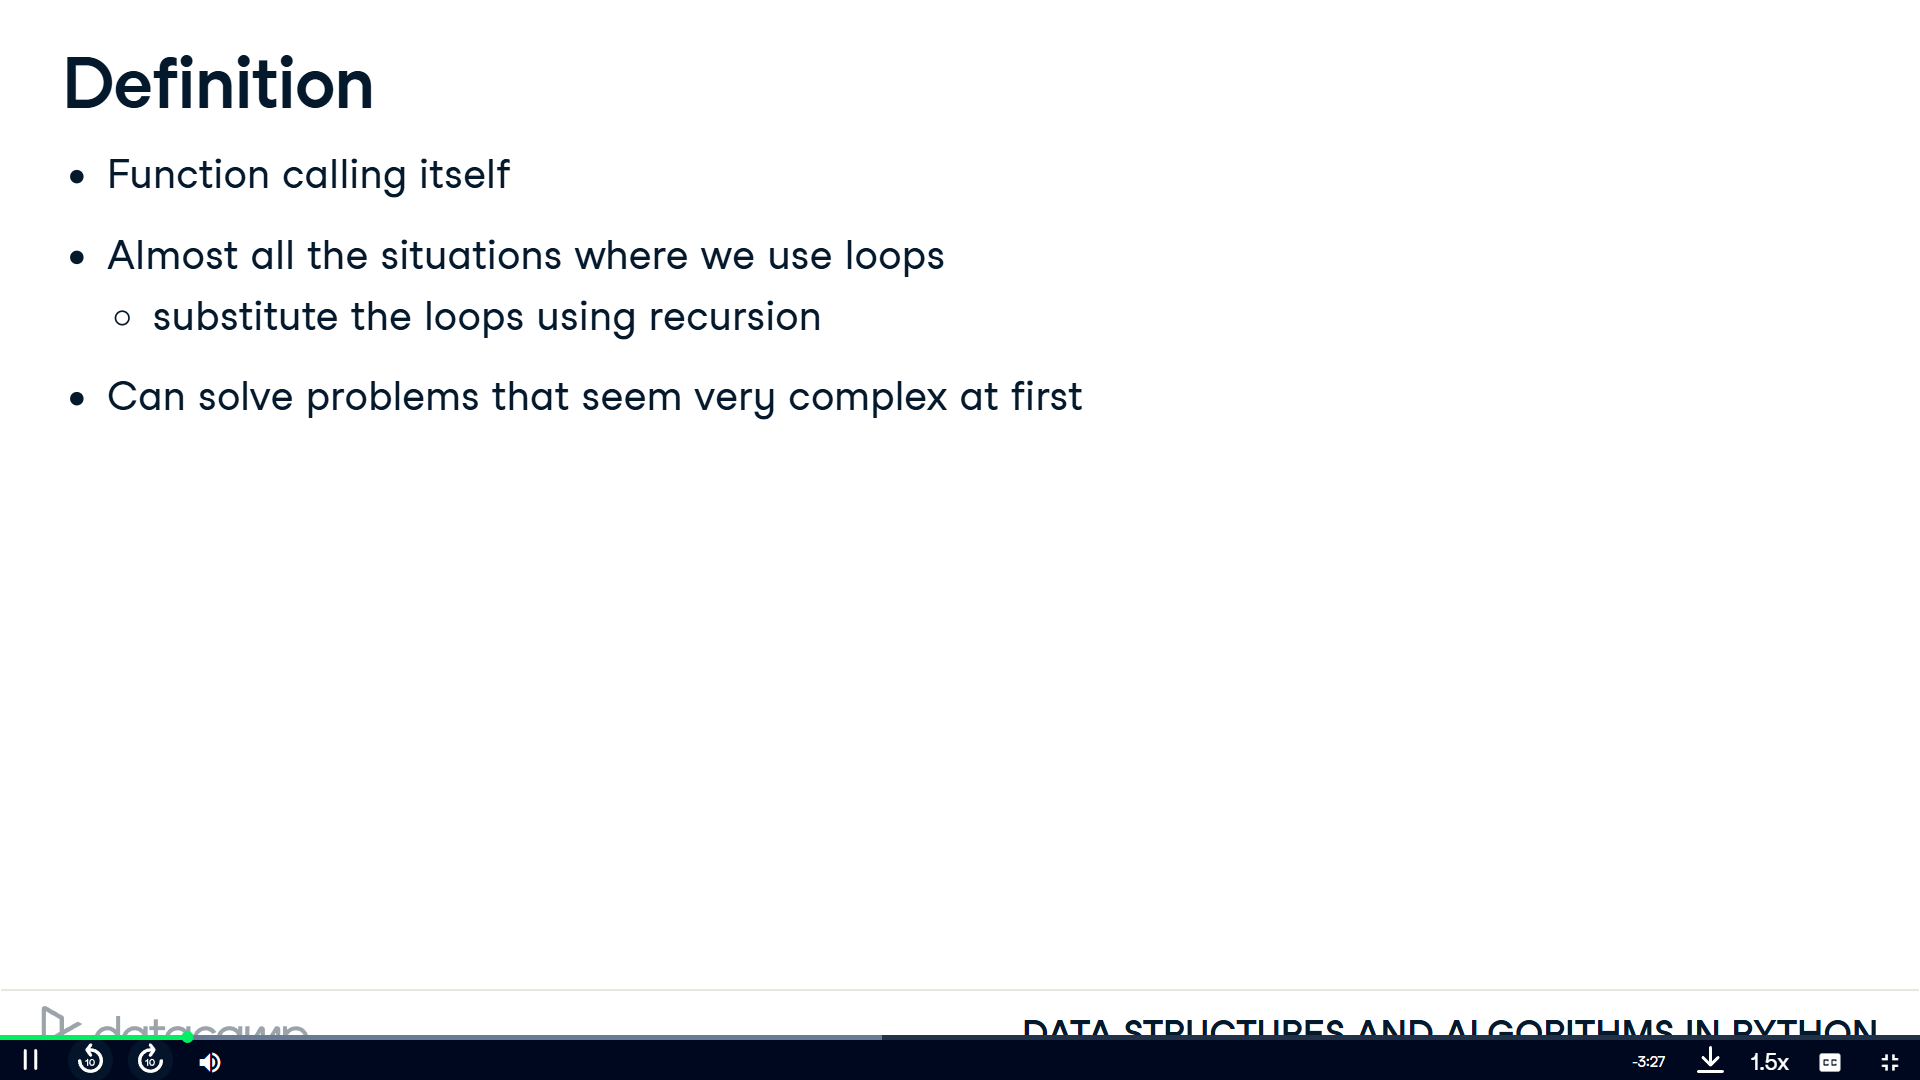 Definition
Function calling itself
Almost all the situations where we use loops
substitute the loops using recursion
Can solve problems that seem very complex at first
datacamp
DATA STRUCTURES AND ALGORITHMS IN PYTHON
10
10
-3:27
1.5x
CC